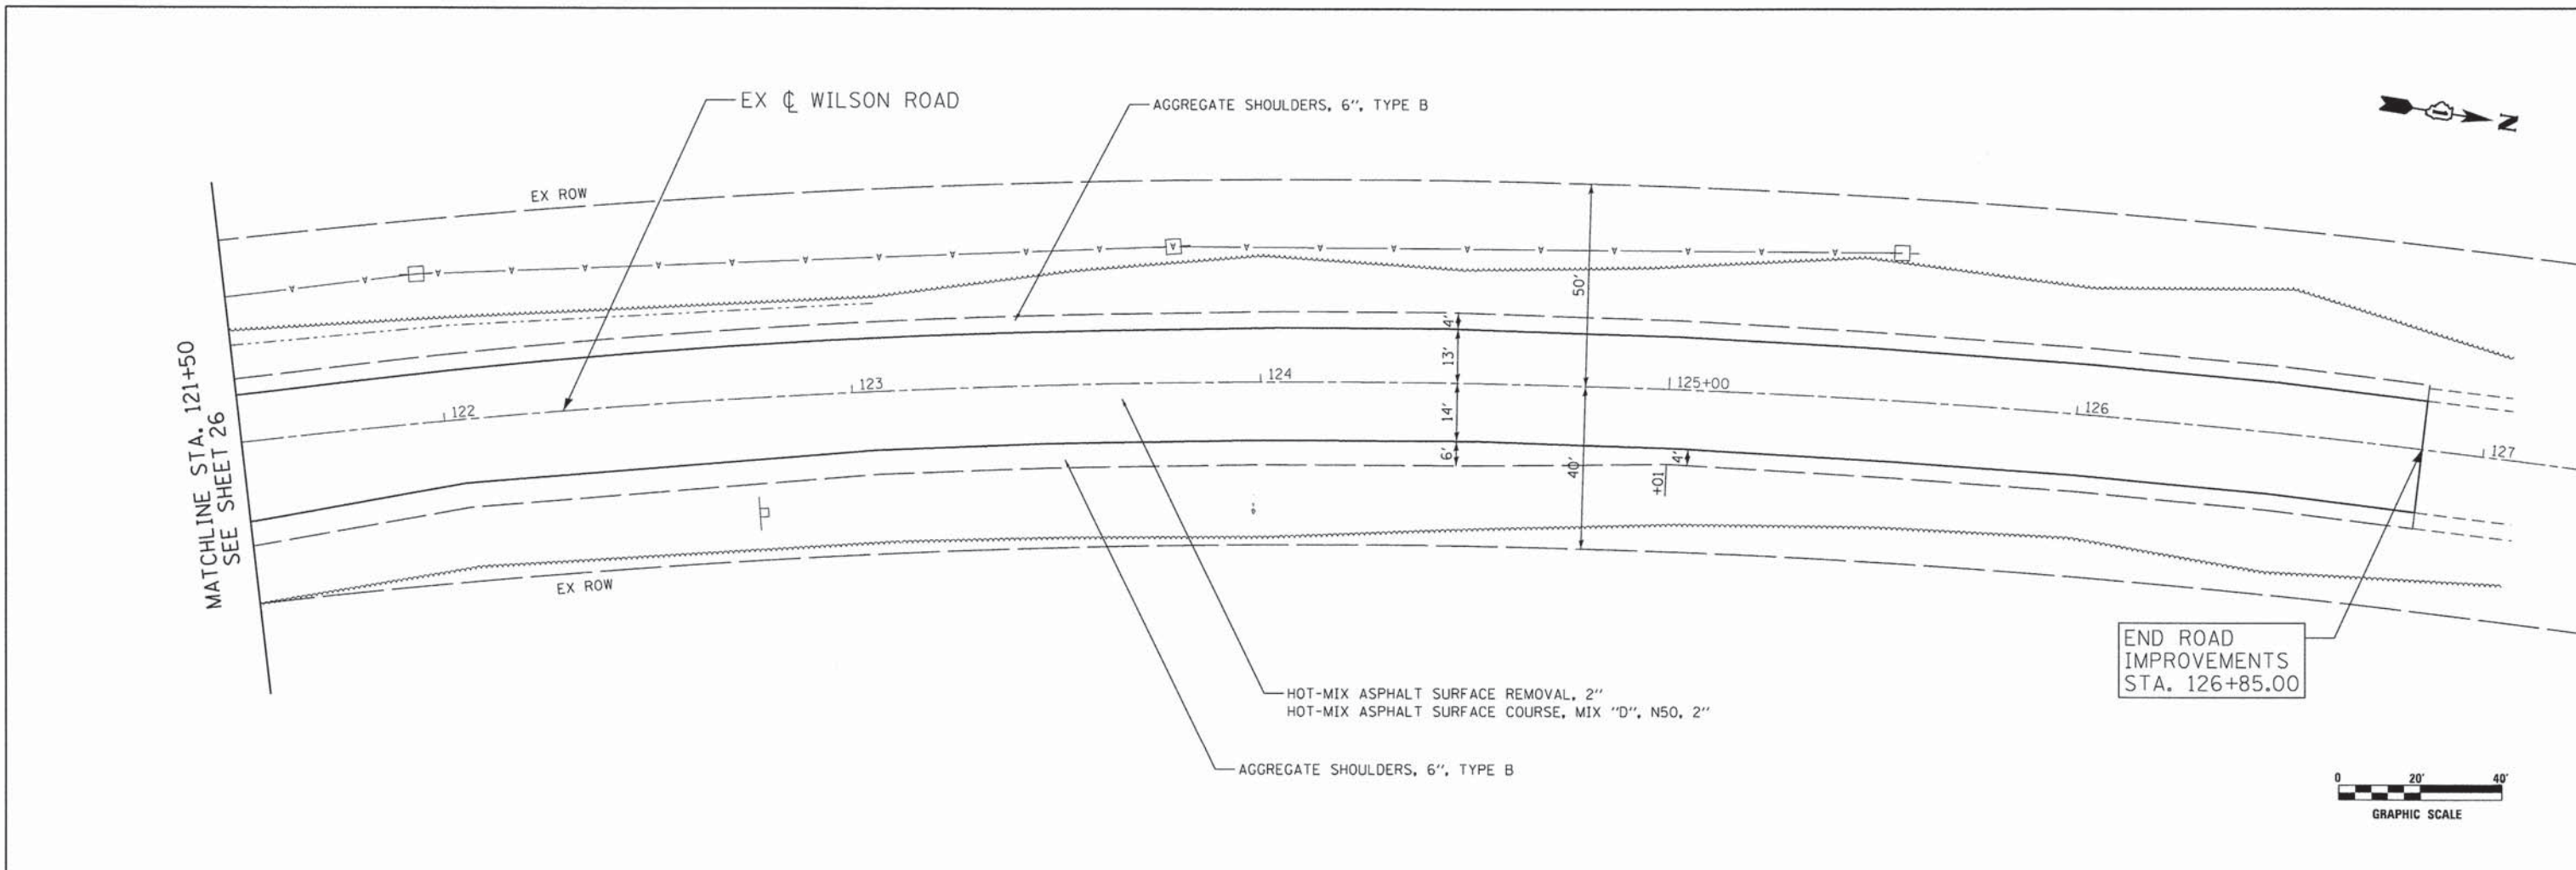 EX ℄ WILSON ROAD
AGGREGATE SHOULDERS, 6", TYPE B
N
1
EX ROW
50'
4'
13'
14'
6'
40'
4'
+01
122
123
124
125+00
126
127
MATCHLINE STA. 121+50
SEE SHEET 26
EX ROW
END ROAD
IMPROVEMENTS
STA. 126+85.00
HOT-MIX ASPHALT SURFACE REMOVAL, 2"
HOT-MIX ASPHALT SURFACE COURSE, MIX "D", N50, 2"
AGGREGATE SHOULDERS, 6", TYPE B
0 20' 40'
GRAPHIC SCALE